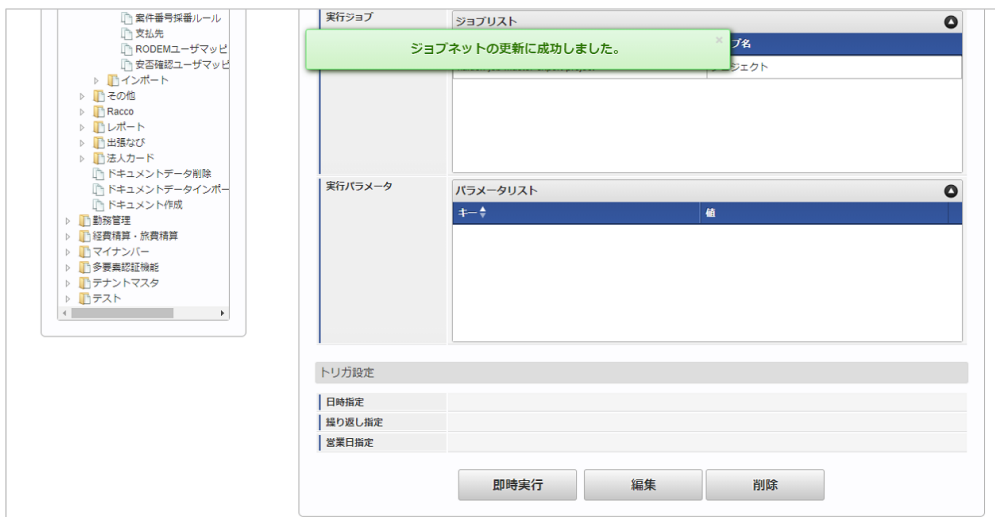 案件番号採番ルール
支払先
RODEMユーザマッピ
安否確認ユーザマッピ
インポート
その他
Racco
レポート
出張なび
法人カード
ドキュメントデータ削除
ドキュメントデータインポー
ドキュメント作成
勤務管理
経費精算・旅費精算
マイナンバー
多要素認証機能
テナントマスタ
テスト
実行ジョブ
ジョブリスト
ブ名
ジョブネットの更新に成功しました。
×
ジェクト
実行パラメータ
パラメータリスト
キー
値
トリガ設定
日時指定
繰り返し指定
営業日指定
即時実行
編集
削除